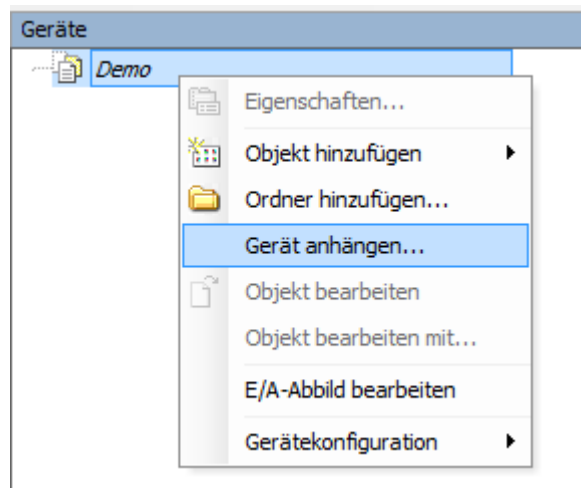 Geräte
Demo
Eigenschaften...
Objekt hinzufügen
Ordner hinzufügen...
Gerät anhängen...
Objekt bearbeiten
Objekt bearbeiten mit...
E/A-Abbild bearbeiten
Gerätekonfiguration